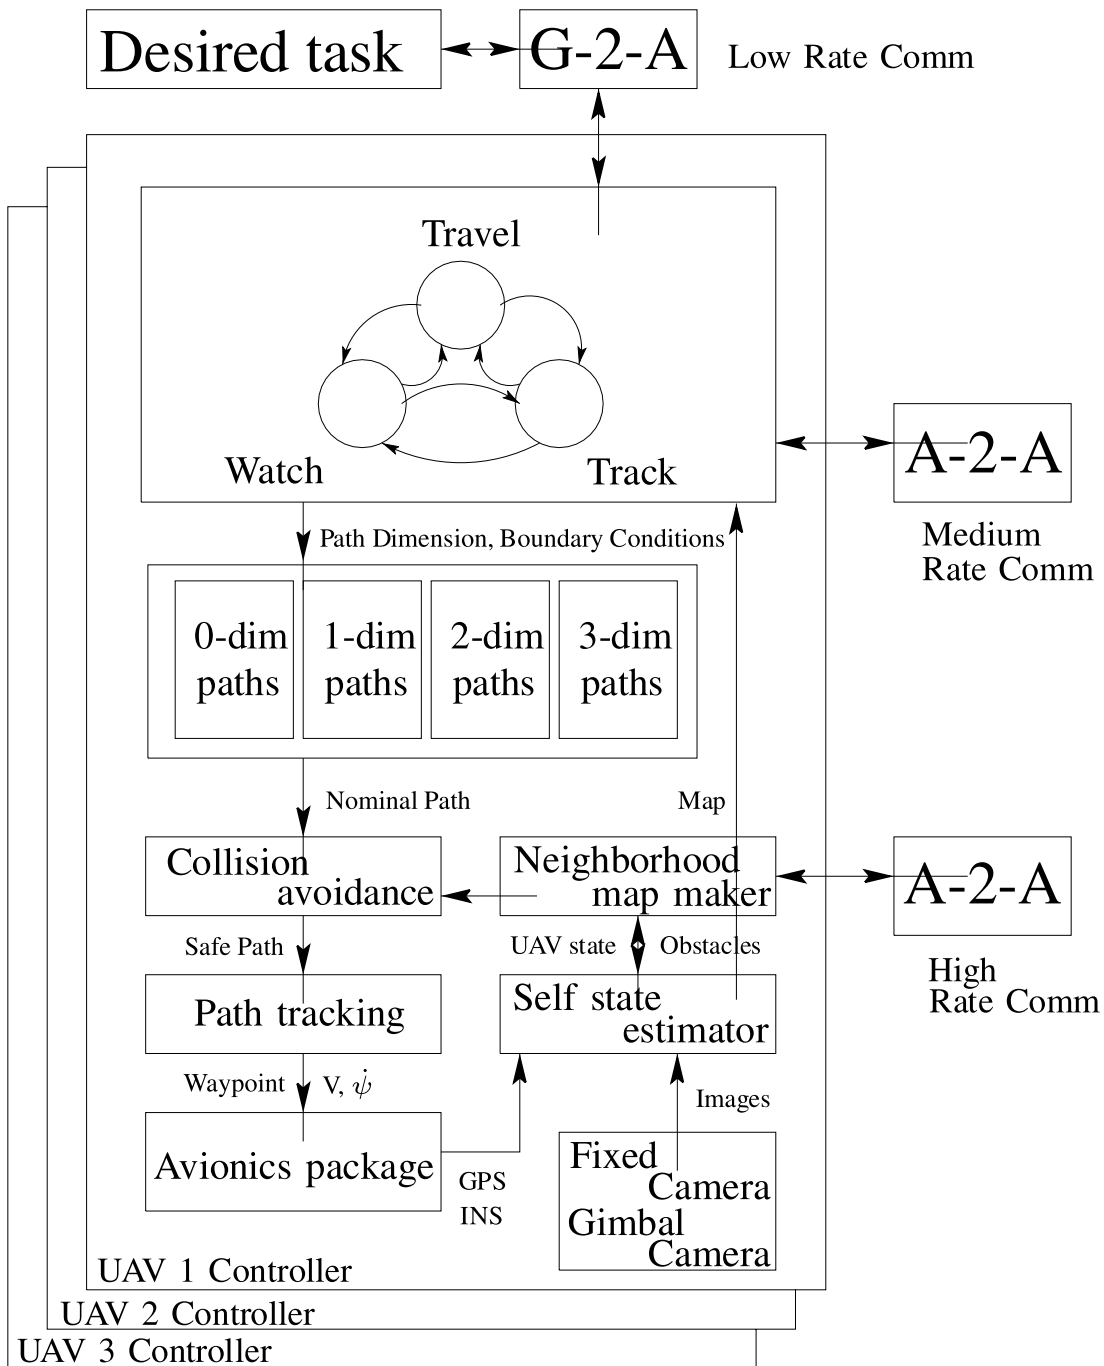 Desired task
G-2-A
Low Rate Comm
Travel
Watch
Track
A-2-A
Medium
Rate Comm
Path Dimension, Boundary Conditions
0-dim
paths
1-dim
paths
2-dim
paths
3-dim
paths
Nominal Path
Map
Collision
avoidance
Neighborhood
map maker
A-2-A
High
Rate Comm
Safe Path
UAV state
Obstacles
Path tracking
Self state
estimator
Waypoint
V, ψ̇
Images
Avionics package
GPS
INS
Fixed
Camera
Gimbal
Camera
UAV 1 Controller
UAV 2 Controller
UAV 3 Controller